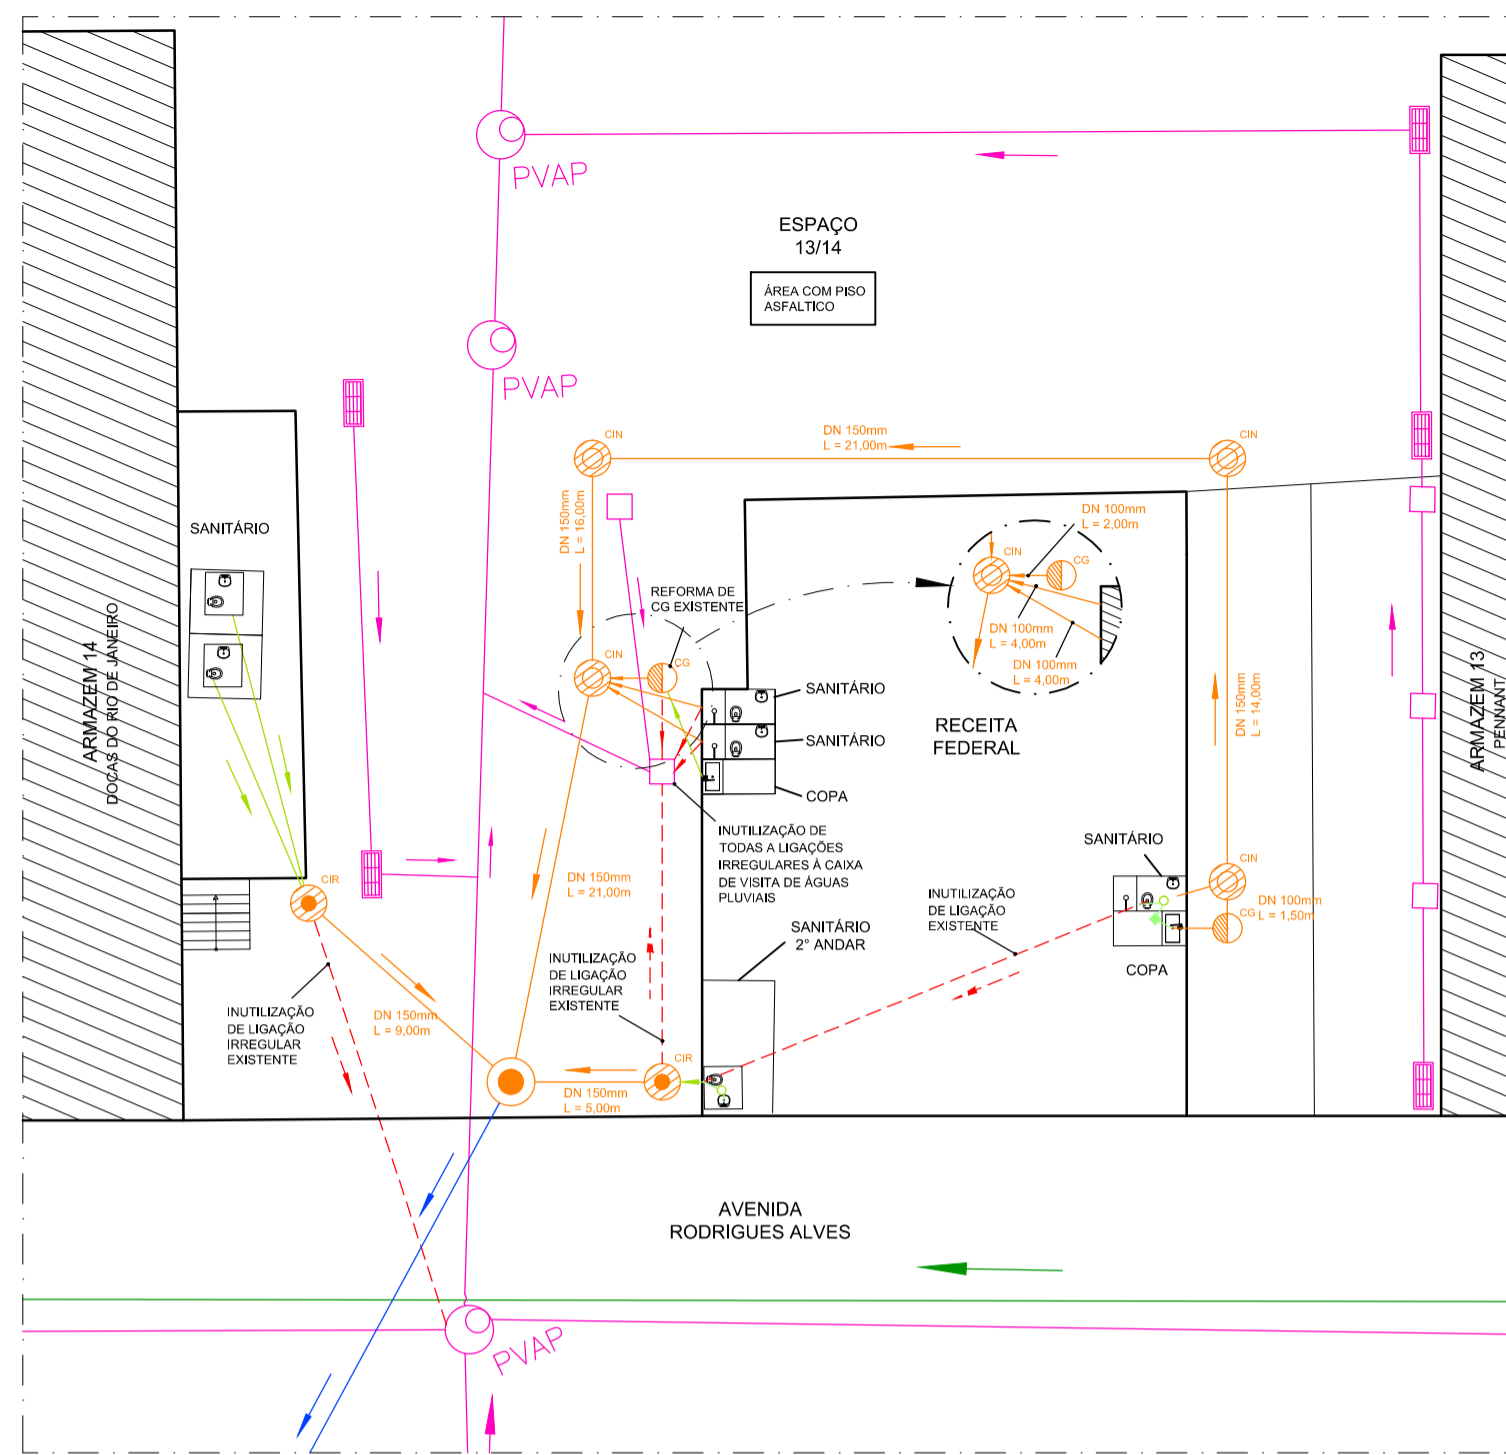 PVAP
ESPAÇO
13/14
ÁREA COM PISO
ASFALTICO
PVAP
CIN
DN 150mm
L = 21,00m
CIN
SANITÁRIO
DN 150mm
L = 16,00m
DN 100mm
L = 2,00m
CIN
CG
REFORMA DE
CG EXISTENTE
DN 100mm
L = 4,00m
DN 100mm
L = 4,00m
CIN
CG
SANITÁRIO
SANITÁRIO
COPA
RECEITA
FEDERAL
DN 150mm
L = 14,00m
ARMAZEM 14
DOCAS DO RIO DE JANEIRO
ARMAZEM 13
PENNANT
INUTILIZAÇÃO DE
TODAS A LIGAÇÕES
IRREGULARES À CAIXA
DE VISITA DE ÁGUAS
PLUVIAIS
SANITÁRIO
CIN
DN 100mm
L = 1,50m
CG
COPA
CIR
DN 150mm
L = 21,00m
INUTILIZAÇÃO
DE LIGAÇÃO
EXISTENTE
SANITÁRIO
2° ANDAR
INUTILIZAÇÃO
DE LIGAÇÃO
IRREGULAR
EXISTENTE
INUTILIZAÇÃO
DE LIGAÇÃO
IRREGULAR
EXISTENTE
DN 150mm
L = 9,00m
CIR
DN 150mm
L = 5,00m
AVENIDA
RODRIGUES ALVES
PVAP